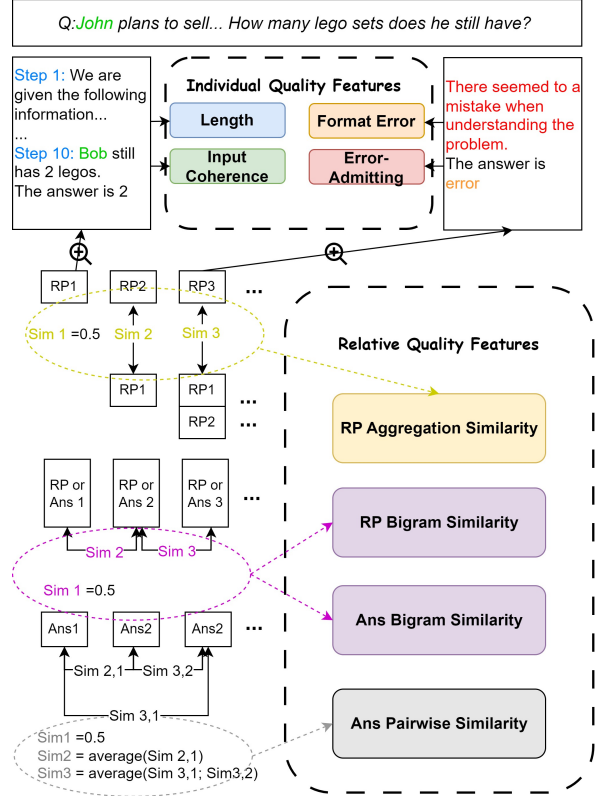 Q:John plans to sell... How many lego sets does he still have?
Step 1: We are
given the following
information...
...
Step 10: Bob still
has 2 legos.
The answer is 2
Individual Quality Features
Length
Format Error
Input
Coherence
Error-
Admitting
There seemed to a
mistake when
understanding the
problem.
The answer is
error
RP1
RP2
RP3
...
Sim 1 =0.5
Sim 2
Sim 3
RP1
RP1
...
RP2
...
Relative Quality Features
RP Aggregation Similarity
RP Bigram Similarity
Ans Bigram Similarity
Ans Pairwise Similarity
RP or
Ans 1
RP or
Ans 2
RP or
Ans 3
...
Sim 2
Sim 3
Sim 1 =0.5
Ans1
Ans2
Ans2
...
Sim 2,1
Sim 3,2
Sim 3,1
Sim1 =0.5
Sim2 = average(Sim 2,1)
Sim3 = average(Sim 3,1; Sim3,2)